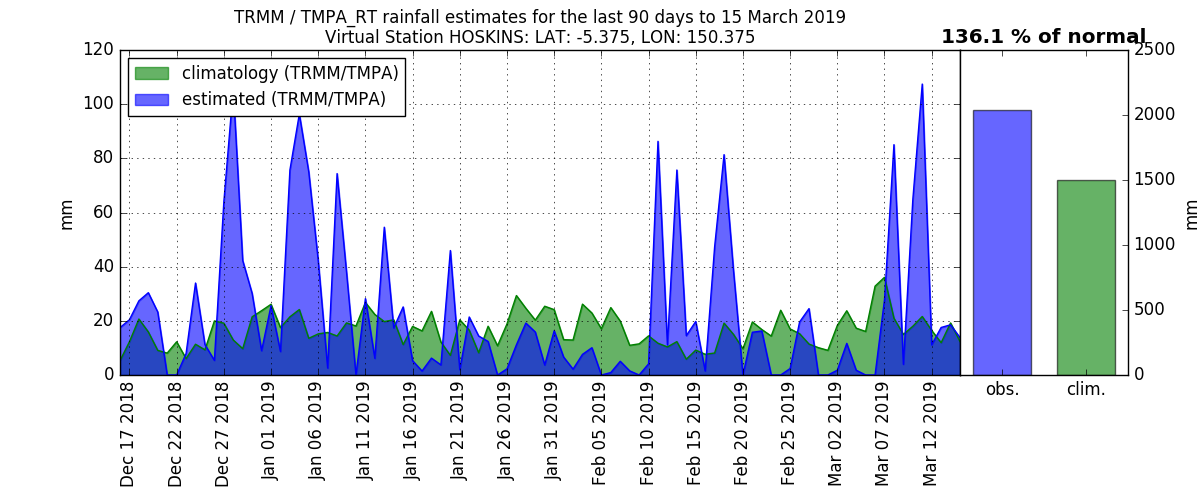 TRMM / TMPA_RT rainfall estimates for the last 90 days to 15 March 2019
Virtual Station HOSKINS: LAT: -5.375, LON: 150.375
136.1 % of normal
climatology (TRMM/TMPA)
estimated (TRMM/TMPA)
120
100
80
60
40
20
0
mm
2500
2000
1500
1000
500
0
mm
Dec 17 2018
Dec 22 2018
Dec 27 2018
Jan 01 2019
Jan 06 2019
Jan 11 2019
Jan 16 2019
Jan 21 2019
Jan 26 2019
Jan 31 2019
Feb 05 2019
Feb 10 2019
Feb 15 2019
Feb 20 2019
Feb 25 2019
Mar 02 2019
Mar 07 2019
Mar 12 2019
obs.
clim.